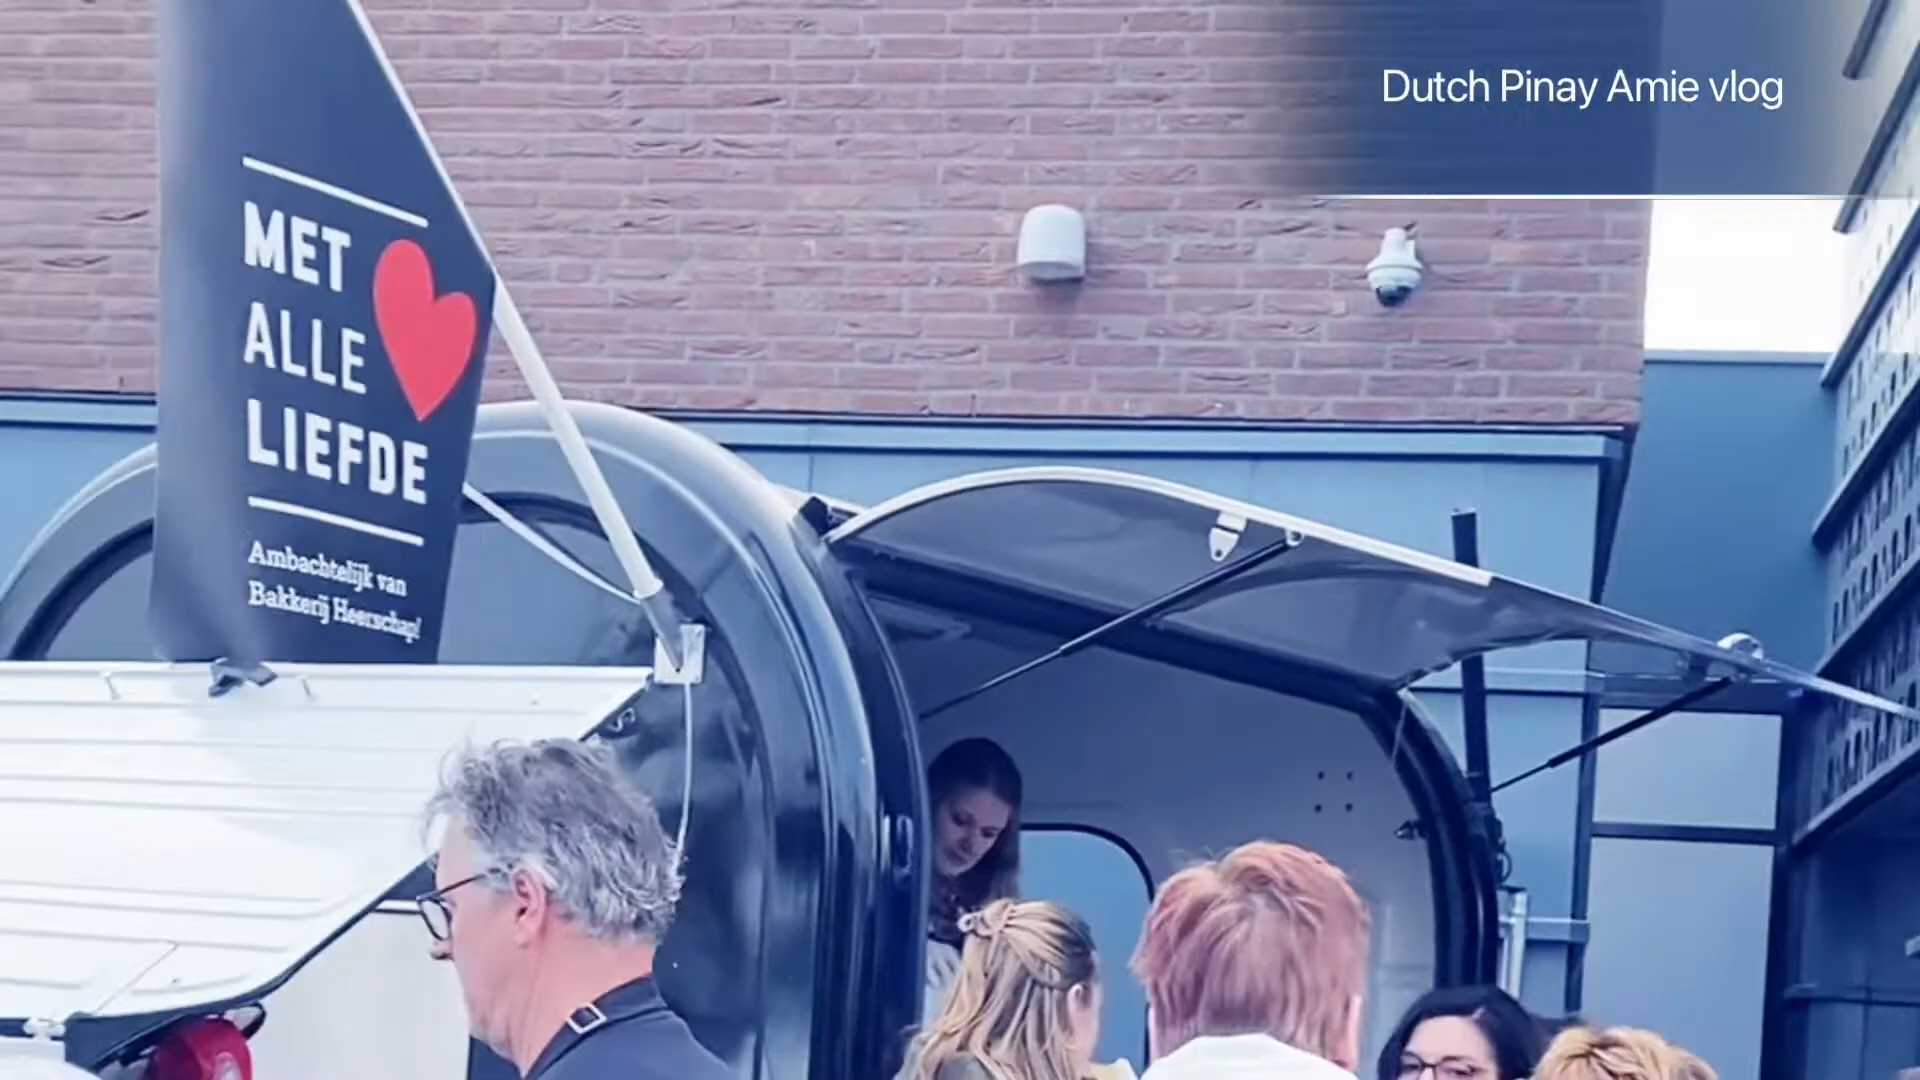 Dutch Pinay Amie vlog
MET
ALLE
LIEFDE
Ambachtelijk van
Bakkerij Heerschap!